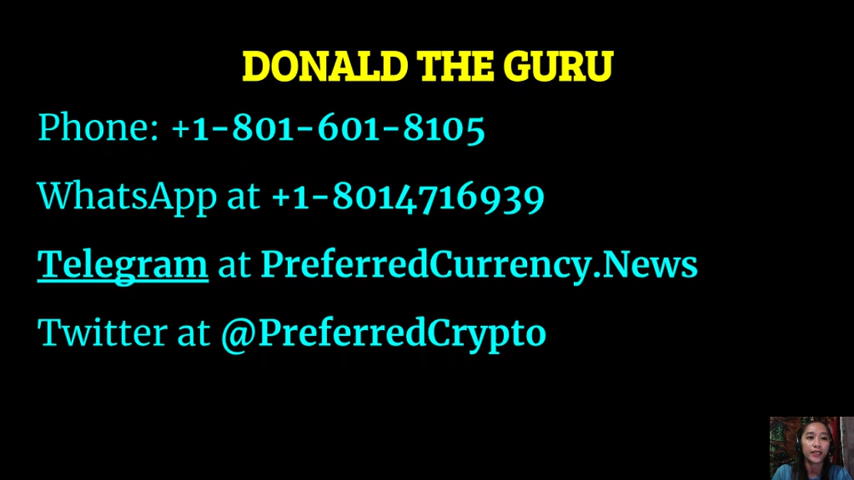 DONALD THE GURU
Phone: +1-801-601-8105
WhatsApp at +1-8014716939
Telegram at PreferredCurrency.News
Twitter at @PreferredCrypto